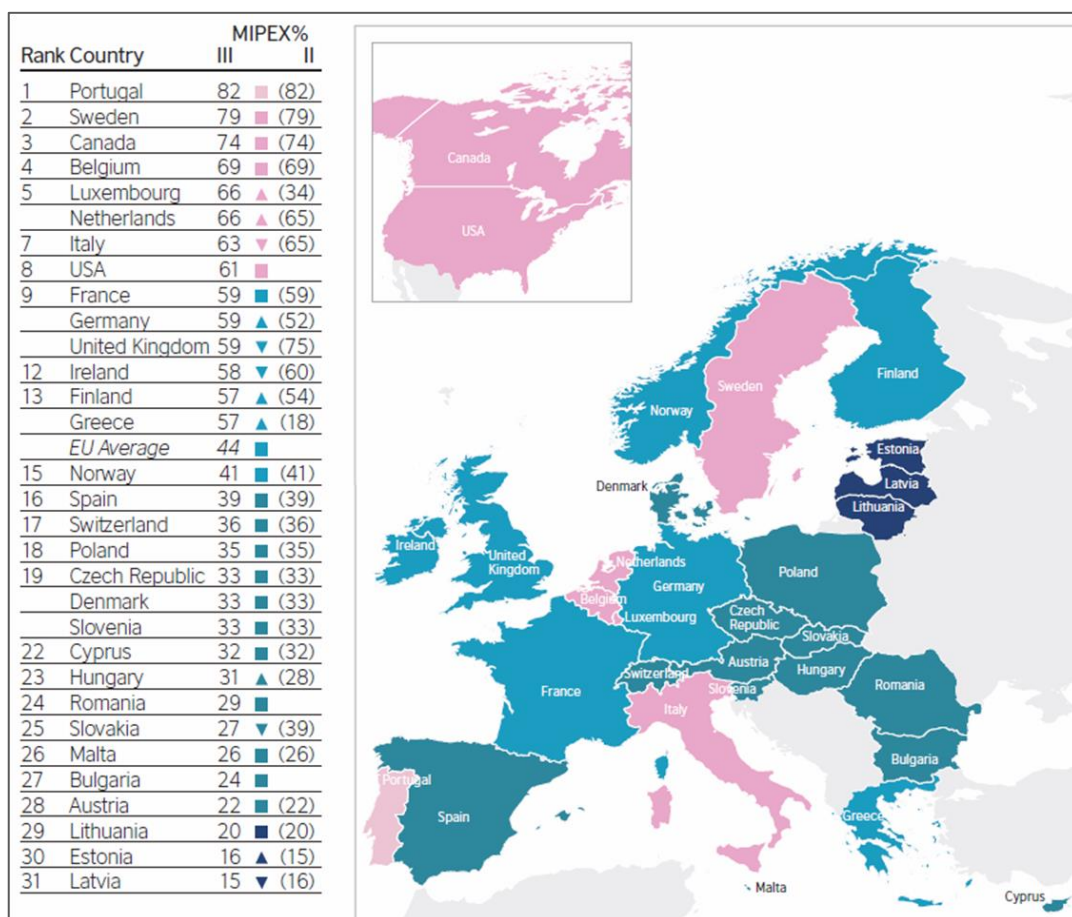 MIPEX%
Rank Country III II
1 Portugal 82 (82)
2 Sweden 79 (79)
3 Canada 74 (74)
4 Belgium 69 (69)
5 Luxembourg 66 (34)
Netherlands 66 (65)
7 Italy 63 (65)
8 USA 61
9 France 59 (59)
Germany 59 (52)
United Kingdom 59 (75)
12 Ireland 58 (60)
13 Finland 57 (54)
Greece 57 (18)
EU Average 44
15 Norway 41 (41)
16 Spain 39 (39)
17 Switzerland 36 (36)
18 Poland 35 (35)
19 Czech Republic 33 (33)
Denmark 33 (33)
Slovenia 33 (33)
22 Cyprus 32 (32)
23 Hungary 31 (28)
24 Romania 29
25 Slovakia 27 (39)
26 Malta 26 (26)
27 Bulgaria 24
28 Austria 22 (22)
29 Lithuania 20 (20)
30 Estonia 16 (15)
31 Latvia 15 (16)
Canada
USA
Finland
Sweden
Norway
Estonia
Latvia
Denmark
Lithuania
Ireland
United
Kingdom
Netherlands
Poland
Germany
Belgium
Luxembourg
Czech
Republic
Slovakia
Austria
Hungary
Switzerland
Slovenia
Romania
France
Italy
Bulgaria
Portugal
Spain
Greece
Malta
Cyprus